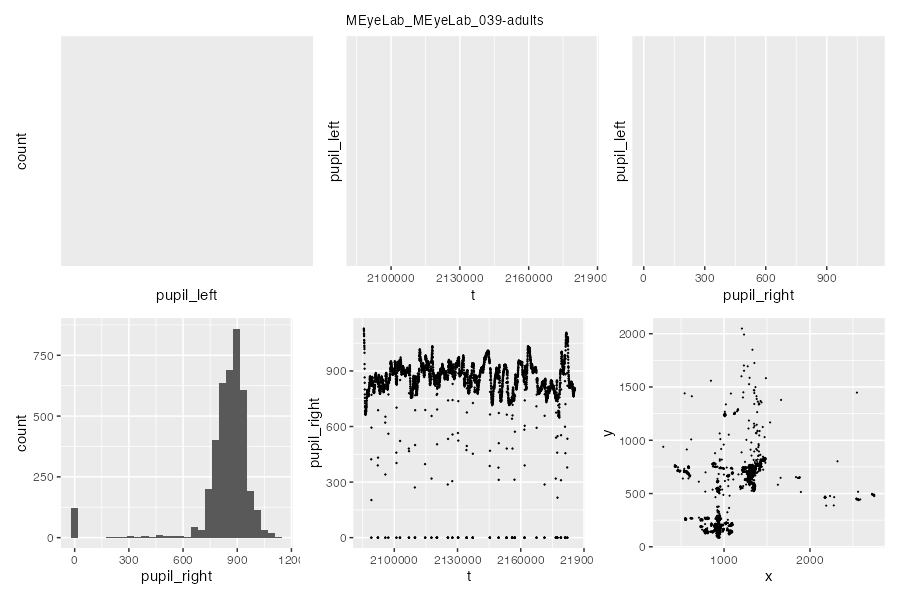 MEyeLab_MEyeLab_039-adults
count
pupil_left
pupil_left
2100000 2130000 2160000 21900
t
pupil_left
0 300 600 900
pupil_right
count
750
500
250
0
0 300 600 900 120
pupil_right
pupil_right
900
600
300
0
2100000 2130000 2160000 21900
t
y
2000
1500
1000
500
0
1000 2000
x